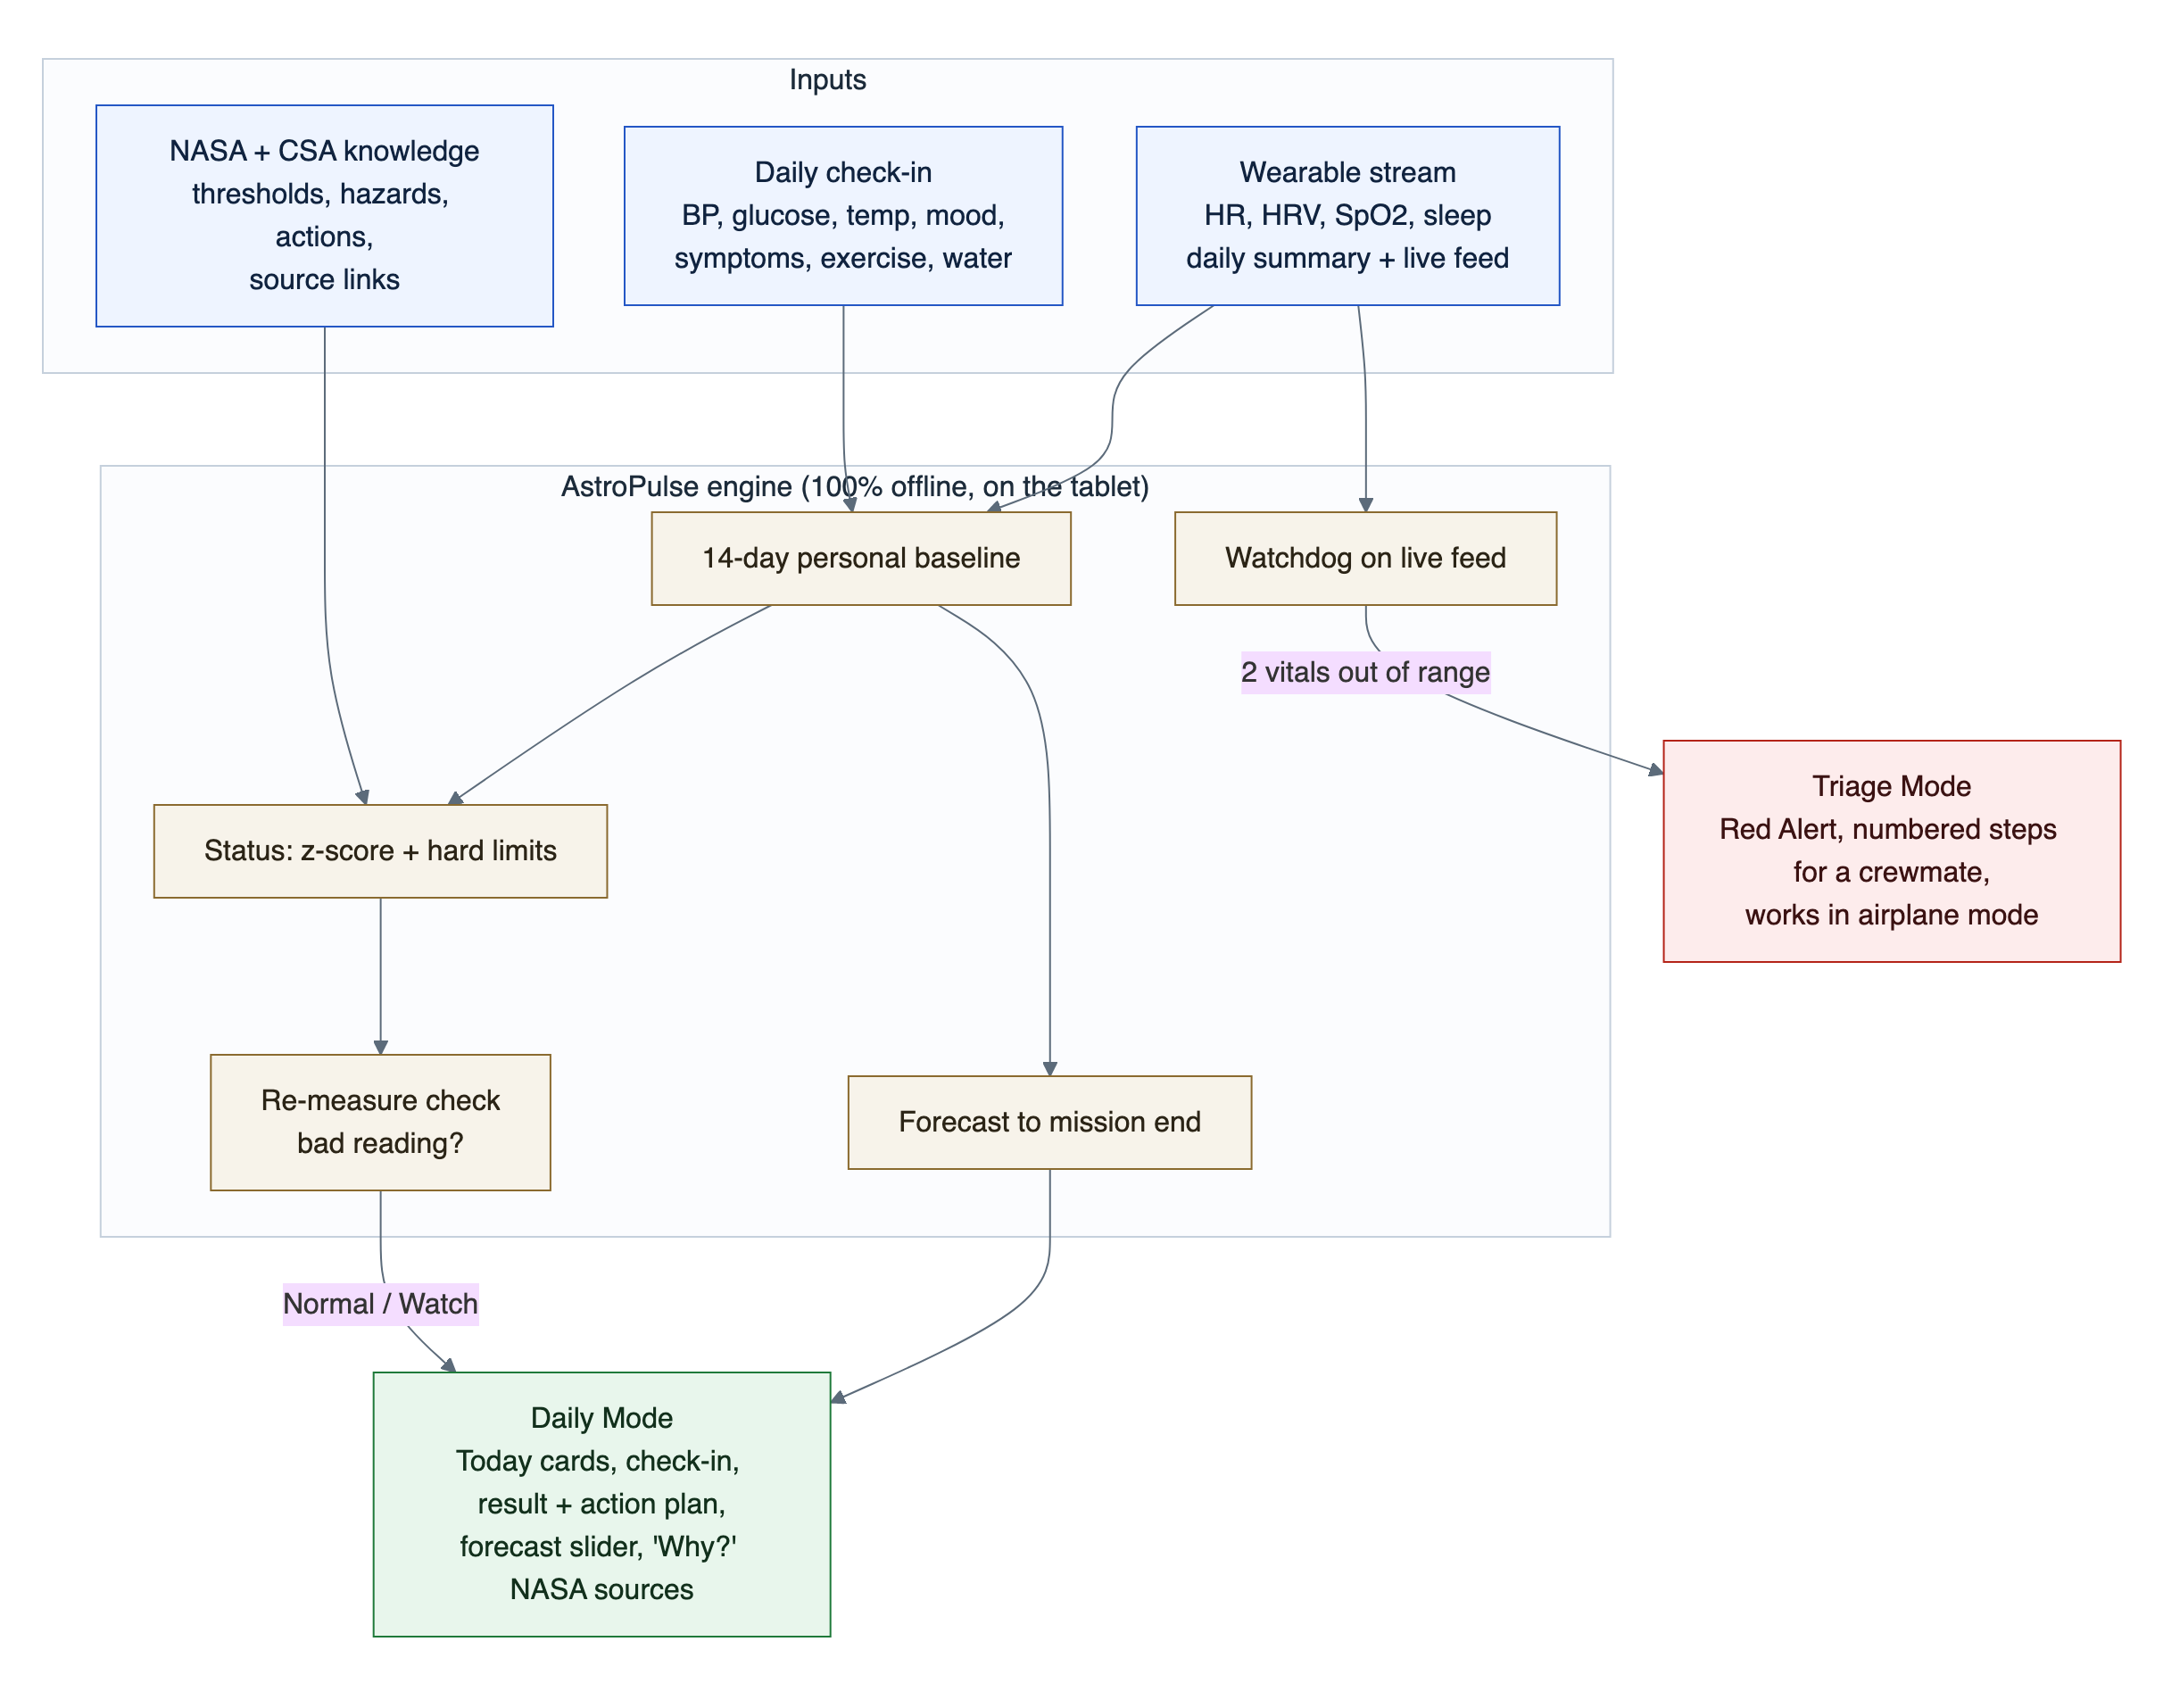 Inputs
NASA + CSA knowledge
thresholds, hazards,
actions,
source links
Daily check-in
BP, glucose, temp, mood,
symptoms, exercise, water
Wearable stream
HR, HRV, SpO2, sleep
daily summary + live feed
AstroPulse engine (100% offline, on the tablet)
14-day personal baseline
Watchdog on live feed
2 vitals out of range
Triage Mode
Red Alert, numbered steps
for a crewmate,
works in airplane mode
Status: z-score + hard limits
Re-measure check
bad reading?
Forecast to mission end
Normal / Watch
Daily Mode
Today cards, check-in,
result + action plan,
forecast slider, 'Why?'
NASA sources